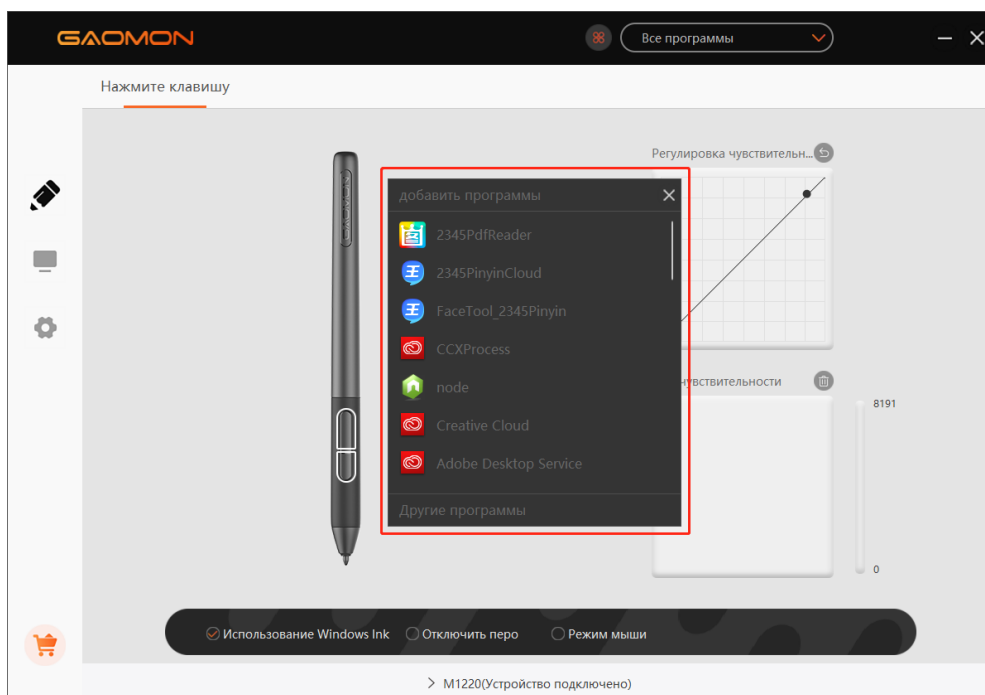 GAOMON
Все программы
Нажмите клавишу
Регулировка чувствительн...
GAOMON
добавить программы
2345PdfReader
2345PinyinCloud
FaceTool_2345Pinyin
CCXProcess
node
Creative Cloud
Adobe Desktop Service
Другие программы
чувствительности
8191
0
Использование Windows Ink
Отключить перо
Режим мыши
M1220(Устройство подключено)